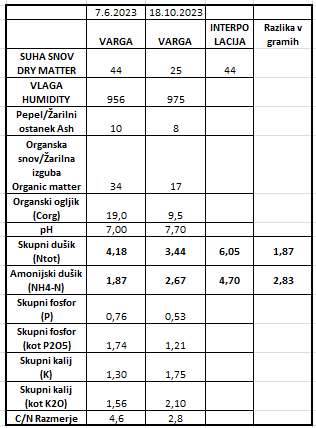 7.6.2023 18.10.2023
VARGA VARGA INTERPO LACIJA Razlika v gramih
SUHA SNOV
DRY MATTER 44 25 44
VLAGA
HUMIDITY 956 975
Pepel/Žarilni
ostanek Ash 10 8
Organska
snov/Žarilna
izguba
Organic matter 34 17
Organski ogljik
(Corg) 19,0 9,5
pH 7,00 7,70
Skupni dušik
(Ntot) 4,18 3,44 6,05 1,87
Amonijski dušik
(NH4-N) 1,87 2,67 4,70 2,83
Skupni fosfor
(P) 0,76 0,53
Skupni fosfor
(kot P2O5) 1,74 1,21
Skupni kalij
(K) 1,30 1,75
Skupni kalij
(kot K2O) 1,56 2,10
C/N Razmerje 4,6 2,8